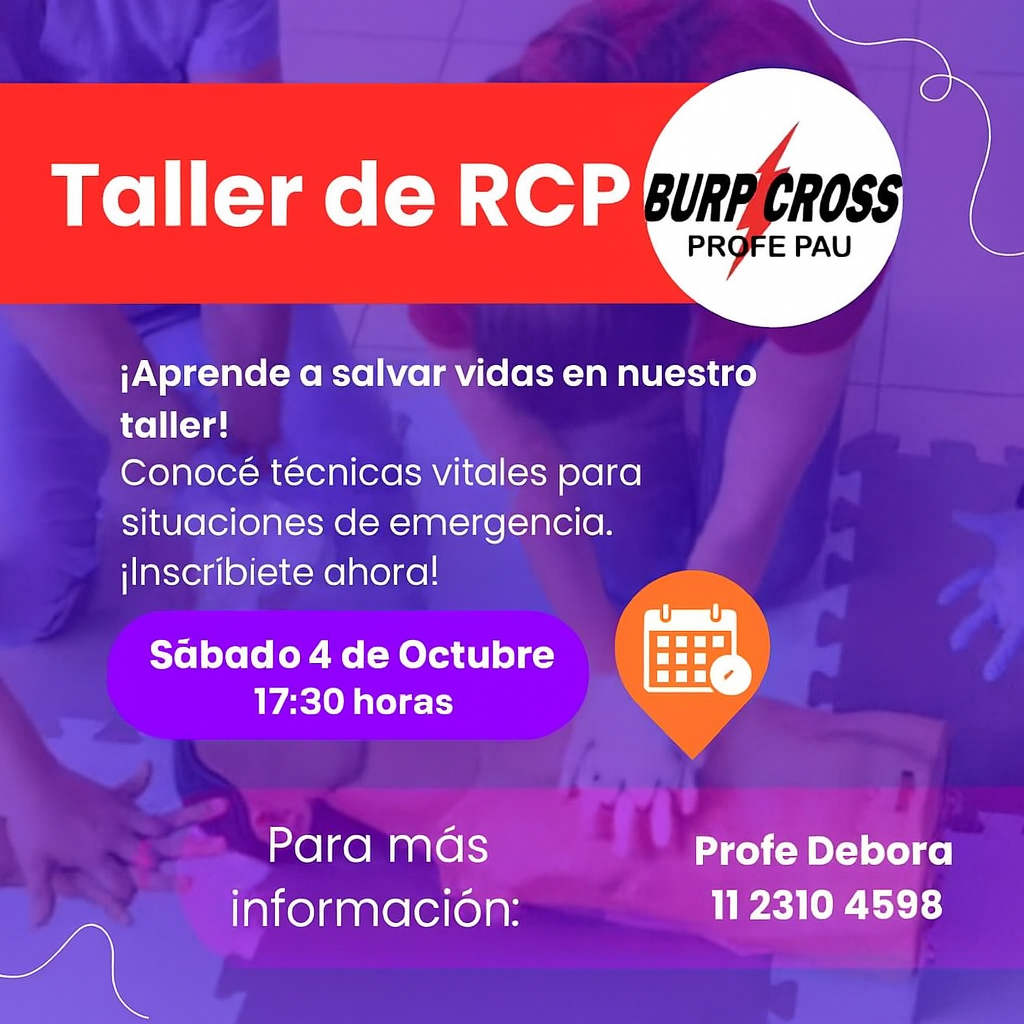 Taller de RCP
BURP CROSS
PROFE PAU
¡Aprende a salvar vidas en nuestro
taller!
Conocé técnicas vitales para
situaciones de emergencia.
¡Inscríbiete ahora!
Sábado 4 de Octubre
17:30 horas
Para más
información:
Profe Debora
11 2310 4598